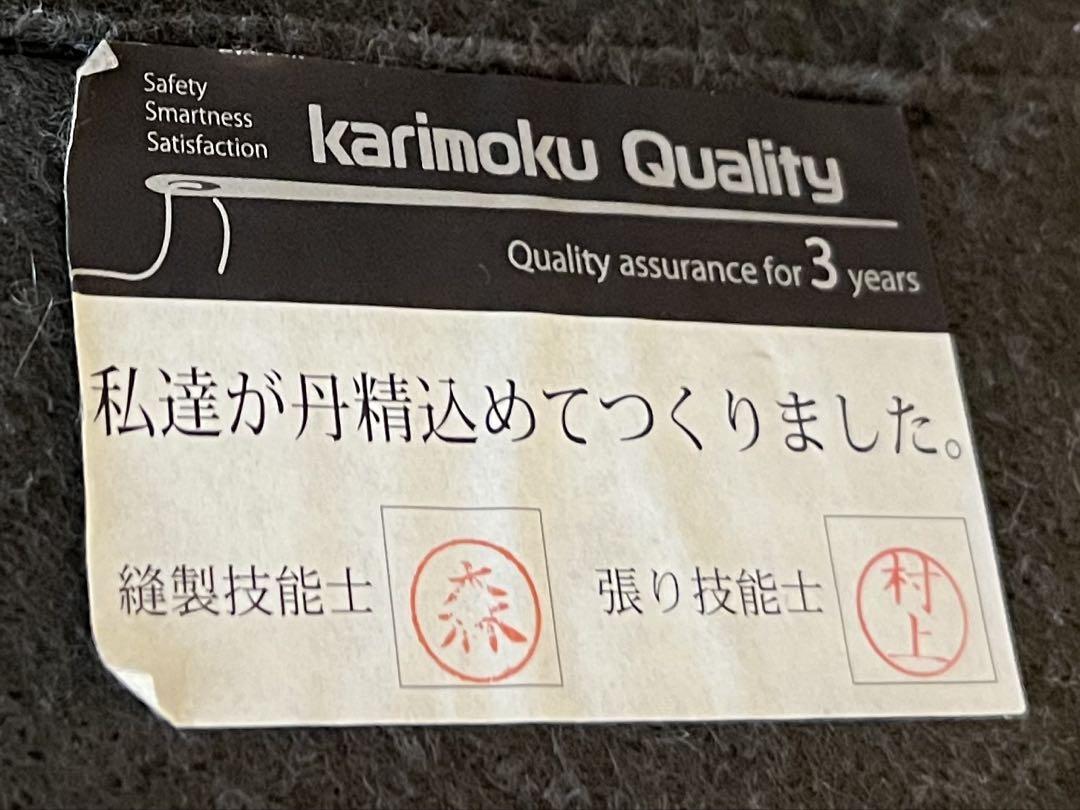 Safety
Smartness
Satisfaction
karimoku Quality
Quality assurance for 3 years
私達が丹精込めてつくりました。
縫製技能士 森 張り技能士 村上